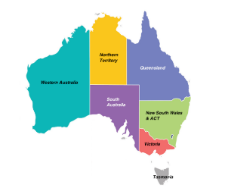 Northern
Territory
Queensland
Western Australia
South
Australia
New South Wales
& ACT
Victoria
Tasmania